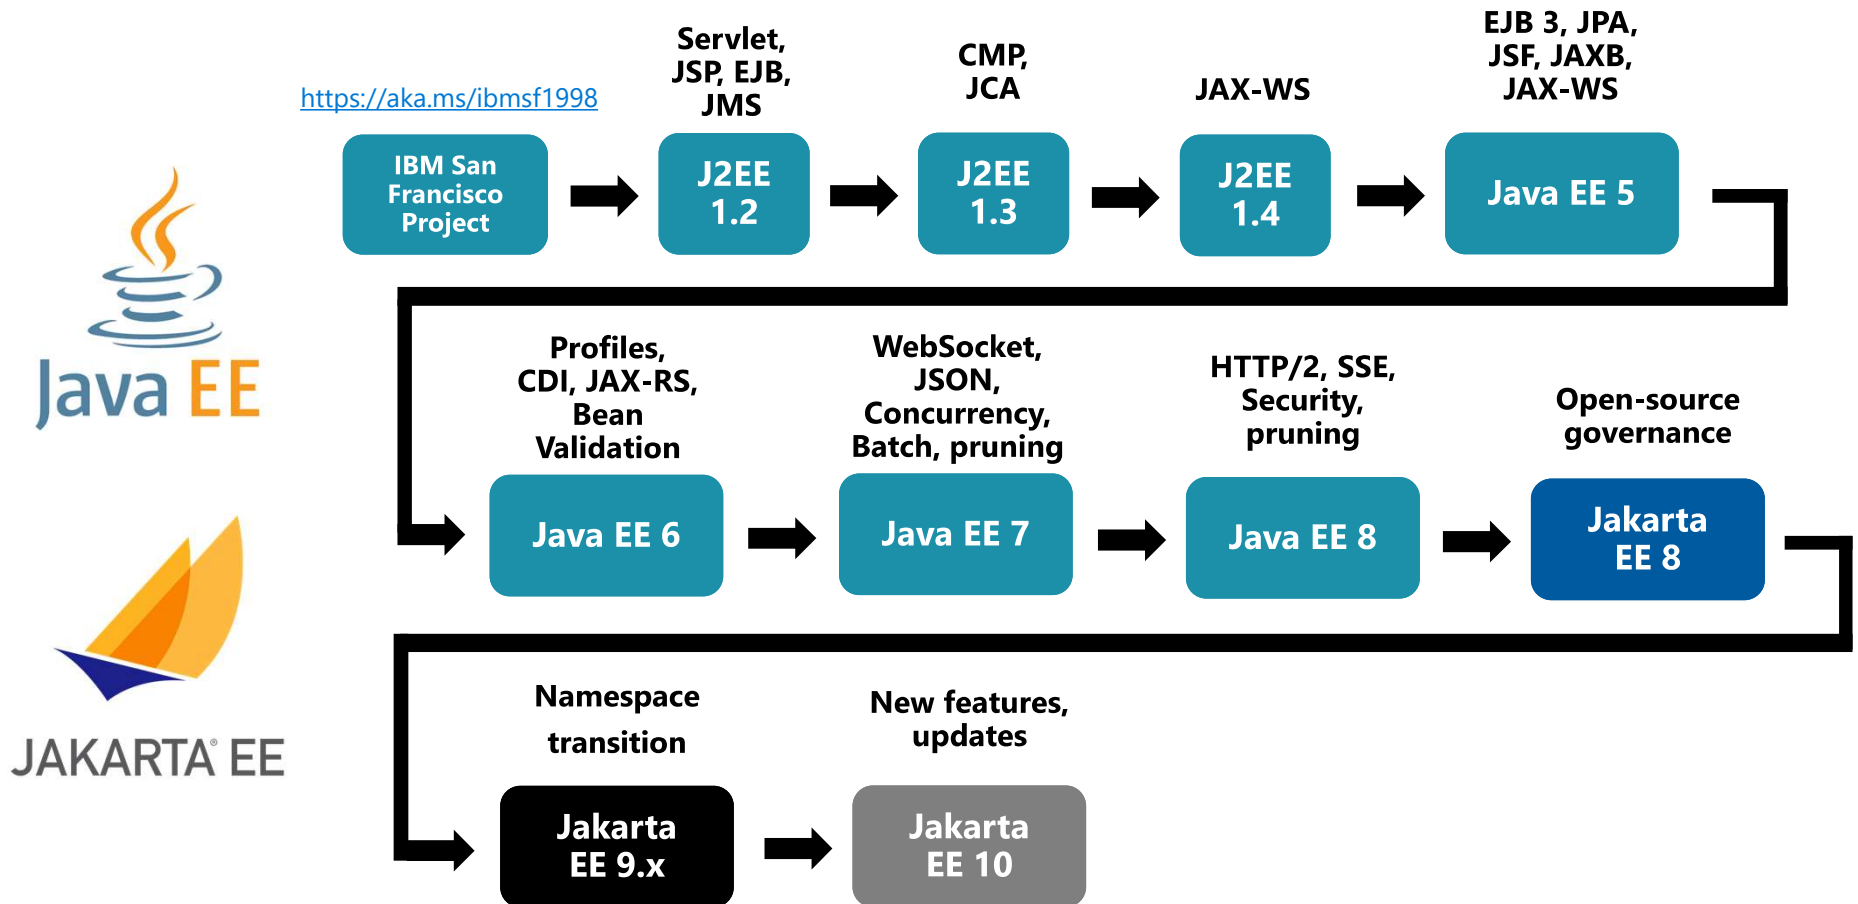 https://aka.ms/ibmsf1998
IBM San
Francisco
Project
Servlet,
JSP, EJB,
JMS
J2EE
1.2
CMP,
JCA
J2EE
1.3
JAX-WS
J2EE
1.4
EJB 3, JPA,
JSF, JAXB,
JAX-WS
Java EE 5
Java EE
Profiles,
CDI, JAX-RS,
Bean
Validation
Java EE 6
WebSocket,
JSON,
Concurrency,
Batch, pruning
Java EE 7
HTTP/2, SSE,
Security,
pruning
Java EE 8
Open-source
governance
Jakarta
EE 8
JAKARTA® EE
Namespace
transition
Jakarta
EE 9.x
New features,
updates
Jakarta
EE 10